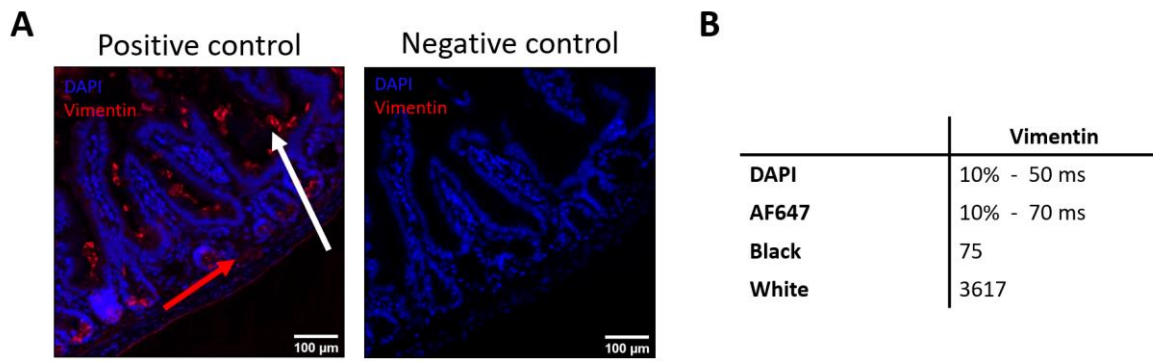 A
Positive control
DAPI
Vimentin
100 µm
Negative control
DAPI
Vimentin
100 µm
B
Vimentin
DAPI 10% - 50 ms
AF647 10% - 70 ms
Black 75
White 3617